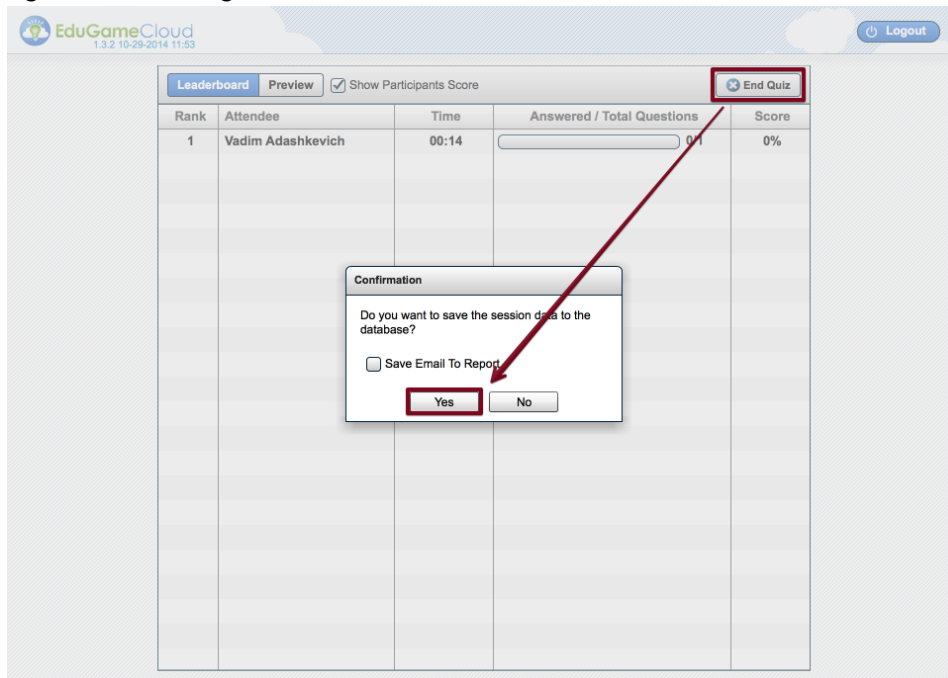 EduGameCloud
1.3.2 10-29-2014 11:53
Logout
Leaderboard Preview Show Participants Score End Quiz
Rank Attendee Time Answered / Total Questions Score
1 Vadim Adashkevich 00:14 0/1 0%
Confirmation
Do you want to save the session data to the
database?
Save Email To Report
Yes No